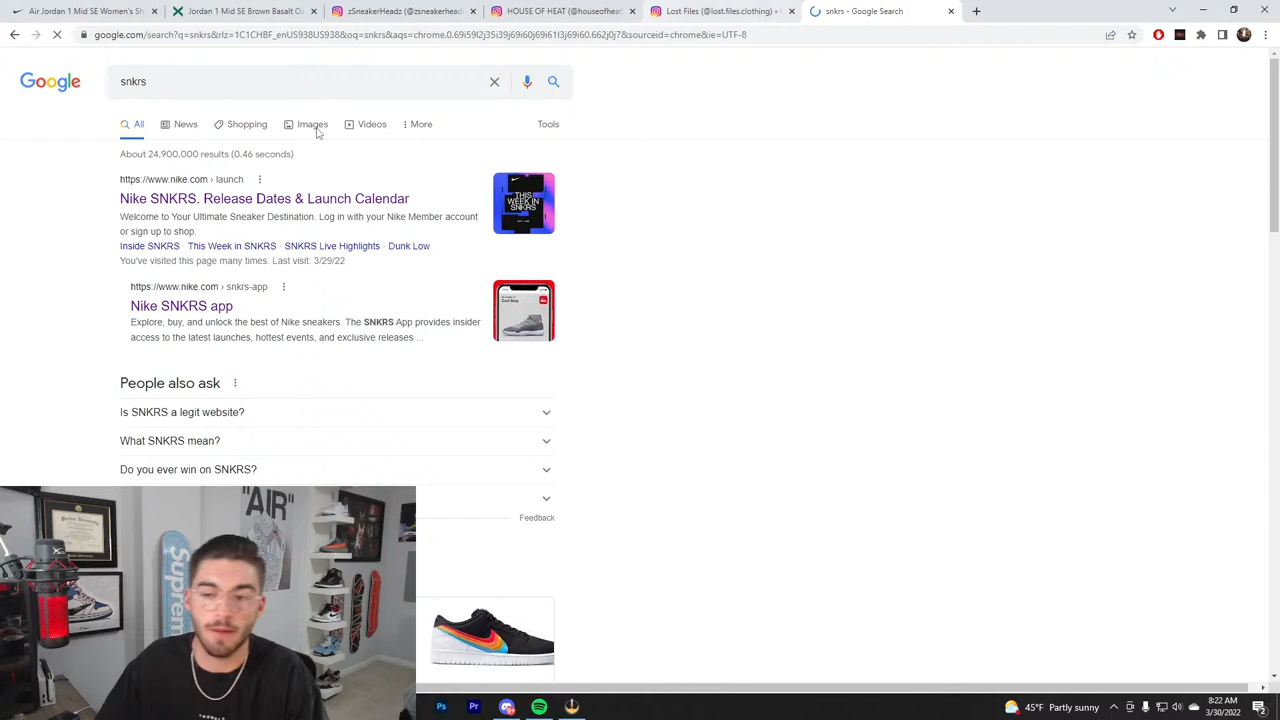 Air Jordan 1 Mid SE Women's Sho
Jordan 1 Mid SE Brown Basalt Oa
SneakerHeadz (@zsneakerheadz
HOUSE OF HEAT (@houseofheat
Lost Files (@lost.files.clothing) •
snkrs - Google Search
google.com/search?q=snkrs&rlz=1C1CHBF_enUS938US938&oq=snkrs&aqs=chrome.0.69i59l2j35i39j69i60j69i61l3j69i60.662j0j7&sourceid=chrome&ie=UTF-8
Google
snkrs
All
News
Shopping
Images
Videos
More
Tools
About 24,900,000 results (0.46 seconds)
https://www.nike.com › launch
Nike SNKRS. Release Dates & Launch Calendar
Welcome to Your Ultimate Sneaker Destination. Log in with your Nike Member account
or sign up to shop.
Inside SNKRS · This Week in SNKRS · SNKRS Live Highlights · Dunk Low
You've visited this page many times. Last visit: 3/29/22
THIS
WEEK IN
SNKRS
https://www.nike.com › snkrs-app
Nike SNKRS app
Explore, buy, and unlock the best of Nike sneakers. The SNKRS App provides insider
access to the latest launches, hottest events, and exclusive releases ...
People also ask
Is SNKRS a legit website?
What SNKRS mean?
Do you ever win on SNKRS?
Feedback
"AIR"
Supreme
Ps
Pr
45°F Partly sunny
8:22 AM
3/30/2022
2